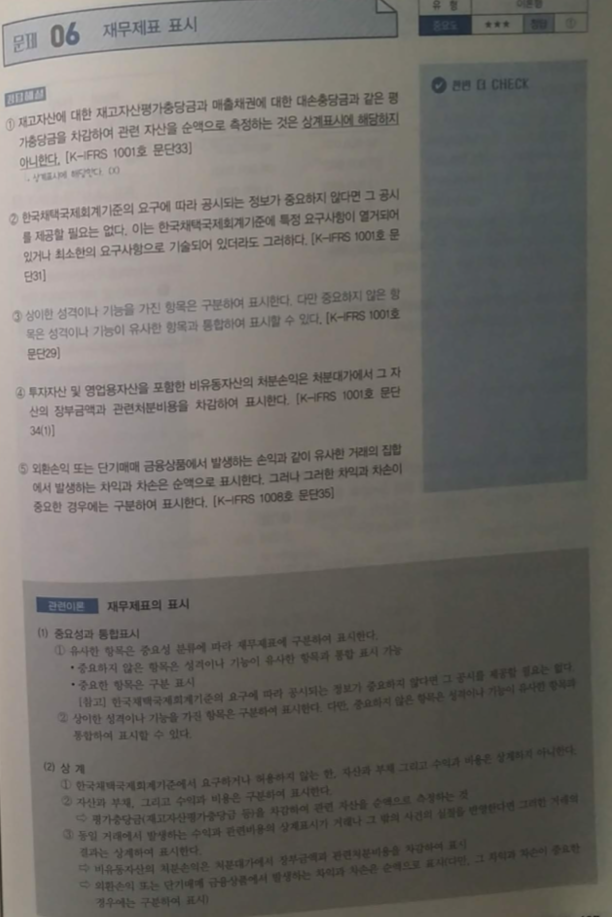 문제 06 재무제표 표시
유 형 이론형
중요도 ★★★ 정답 ①
정답해설
관련 더 CHECK
① 재고자산에 대한 재고자산평가충당금과 매출채권에 대한 대손충당금과 같은 평
가충당금을 차감하여 관련 자산을 순액으로 측정하는 것은 상계표시에 해당하지
아니한다. [K-IFRS 1001호 문단33]
상계표시에 해당한다. (X)
② 한국채택국제회계기준의 요구에 따라 공시되는 정보가 중요하지 않다면 그 공시
를 제공할 필요는 없다. 이는 한국채택국제회계기준에 특정 요구사항이 열거되어
있거나 최소한의 요구사항으로 기술되어 있더라도 그러하다. [K-IFRS 1001호 문
단31]
③ 상이한 성격이나 기능을 가진 항목은 구분하여 표시한다. 다만 중요하지 않은 항
목은 성격이나 기능이 유사한 항목과 통합하여 표시할 수 있다. [K-IFRS 1001호
문단29]
④ 투자자산 및 영업용자산을 포함한 비유동자산의 처분손익은 처분대가에서 그 자
산의 장부금액과 관련처분비용을 차감하여 표시한다. [K-IFRS 1001호 문단
34(1)]
⑤ 외환손익 또는 단기매매 금융상품에서 발생하는 손익과 같이 유사한 거래의 집합
에서 발생하는 차익과 차손은 순액으로 표시한다. 그러나 그러한 차익과 차손이
중요한 경우에는 구분하여 표시한다. [K-IFRS 1008호 문단35]
관련이론 재무제표의 표시
(1) 중요성과 통합표시
① 유사한 항목은 중요성 분류에 따라 재무제표에 구분하여 표시한다.
• 중요하지 않은 항목은 성격이나 기능이 유사한 항목과 통합 표시 가능
• 중요한 항목은 구분 표시
[참고] 한국채택국제회계기준의 요구에 따라 공시되는 정보가 중요하지 않다면 그 공시를 제공할 필요는 없다.
② 상이한 성격이나 기능을 가진 항목은 구분하여 표시한다. 다만, 중요하지 않은 항목은 성격이나 기능이 유사한 항목과
통합하여 표시할 수 있다.
(2) 상 계
① 한국채택국제회계기준에서 요구하거나 허용하지 않는 한, 자산과 부채 그리고 수익과 비용은 상계하지 아니한다.
② 자산과 부채, 그리고 수익과 비용은 구분하여 표시한다.
⇨ 평가충당금(재고자산평가충당금 등)을 차감하여 관련 자산을 순액으로 측정하는 것
③ 동일 거래에서 발생하는 수익과 관련비용의 상계표시가 거래나 그 밖의 사건의 실질을 반영한다면 그러한 거래의
결과는 상계하여 표시한다.
⇨ 비유동자산의 처분손익은 처분대가에서 장부금액과 관련처분비용을 차감하여 표시
⇨ 외환손익 또는 단기매매 금융상품에서 발생하는 차익과 차손은 순액으로 표시(다만, 그 차익과 차손이 중요한
경우에는 구분하여 표시)